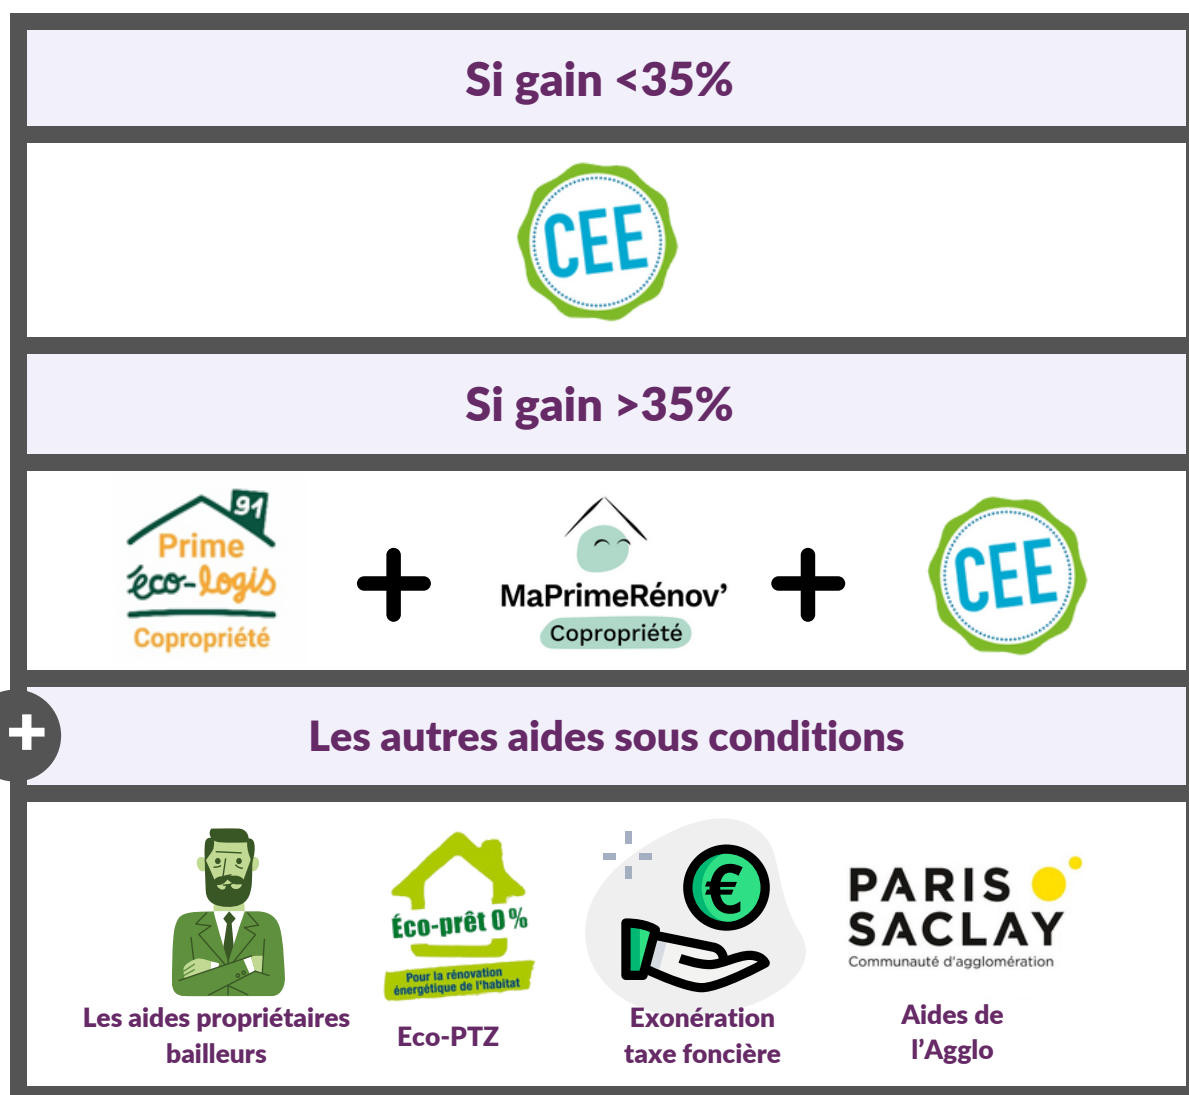 Si gain <35%
CEE
Si gain >35%
91
Prime
éco-logis
Copropriété
+
MaPrimeRénov’
Copropriété
+
CEE
+
Les autres aides sous conditions
Les aides propriétaires
bailleurs
Éco-prêt 0 %
Pour la rénovation
énergétique de l'habitat
Eco-PTZ
€
Exonération
taxe foncière
PARIS
SACLAY
Communauté d'agglomération
Aides de
l’Agglo